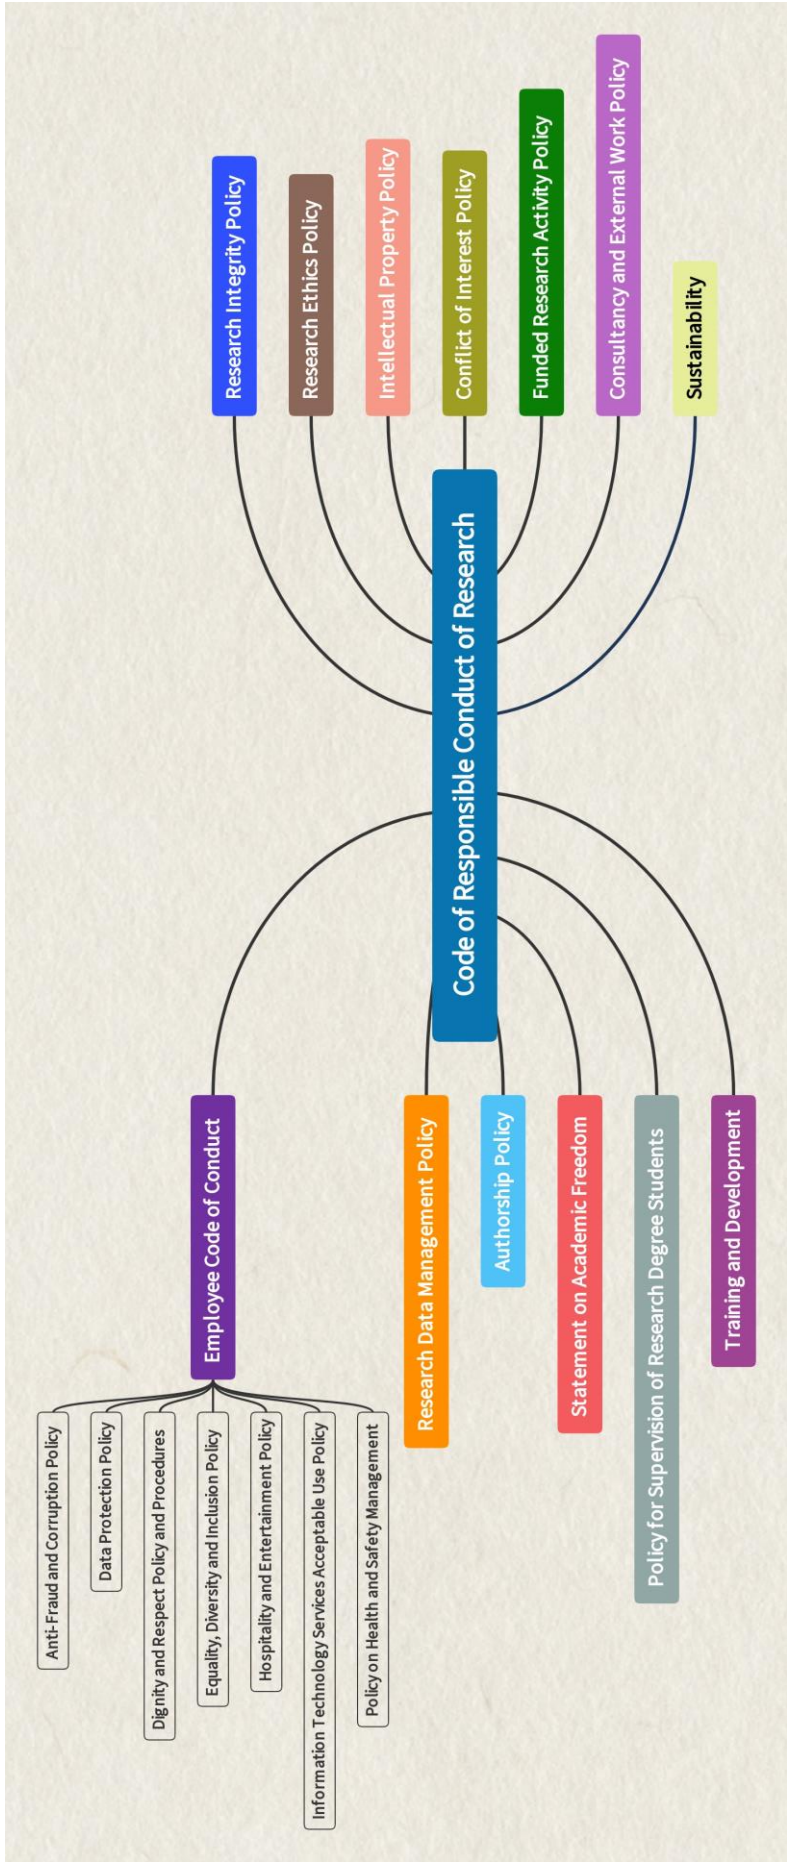 Code of Responsible Conduct of Research
Research Integrity Policy
Research Ethics Policy
Intellectual Property Policy
Conflict of Interest Policy
Funded Research Activity Policy
Consultancy and External Work Policy
Sustainability
Employee Code of Conduct
Anti-Fraud and Corruption Policy
Data Protection Policy
Dignity and Respect Policy and Procedures
Equality, Diversity and Inclusion Policy
Hospitality and Entertainment Policy
Information Technology Services Acceptable Use Policy
Policy on Health and Safety Management
Research Data Management Policy
Authorship Policy
Statement on Academic Freedom
Policy for Supervision of Research Degree Students
Training and Development